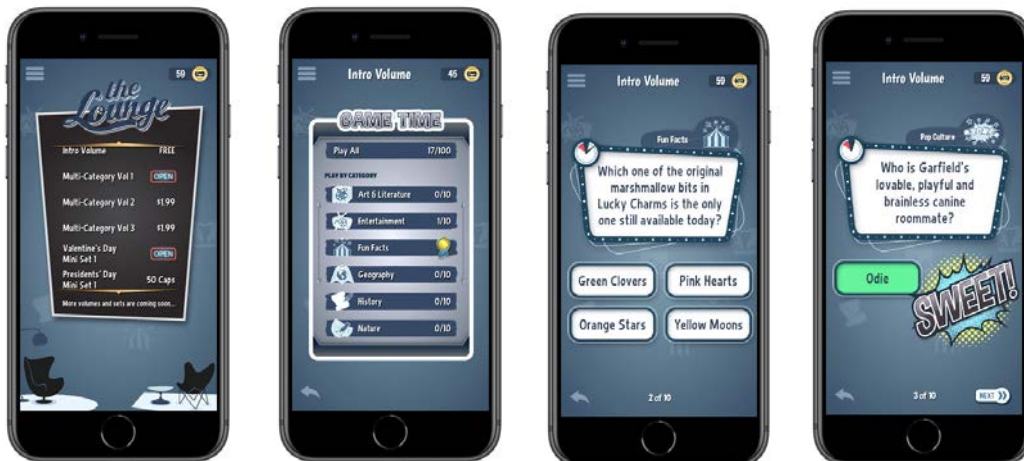 59
the
Lounge
Intro Volume FREE
Multi-Category Vol 1 OPEN
Multi-Category Vol 2 $1.99
Multi-Category Vol 3 $1.99
Valentine's Day
Mini Set 1 OPEN
Presidents' Day
Mini Set 1 50 Caps
More volumes and sets are coming soon...
Intro Volume 45
GAME TIME
Play All 17/100
PLAY BY CATEGORY
Art & Literature 0/10
Entertainment 1/10
Fun Facts
Geography 0/10
History 0/10
Nature 0/10
Intro Volume 59
Fun Facts
Which one of the original
marshmallow bits in
Lucky Charms is the only
one still available today?
Green Clovers Pink Hearts
Orange Stars Yellow Moons
2 of 10
Intro Volume 59
Pop Culture
Who is Garfield's
lovable, playful and
brainless canine
roommate?
Odie
SWEET!
3 of 10 NEXT